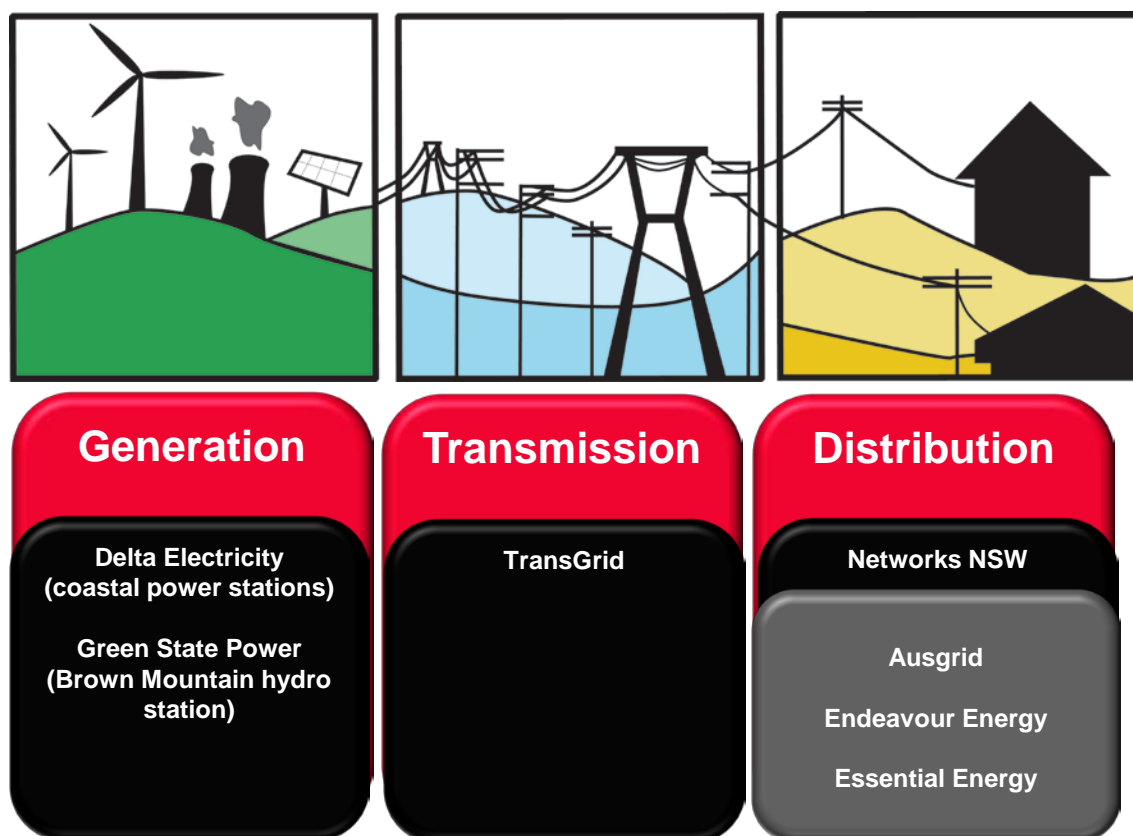 Generation
Delta Electricity
(coastal power stations)
Green State Power
(Brown Mountain hydro
station)
Transmission
TransGrid
Distribution
Networks NSW
Ausgrid
Endeavour Energy
Essential Energy